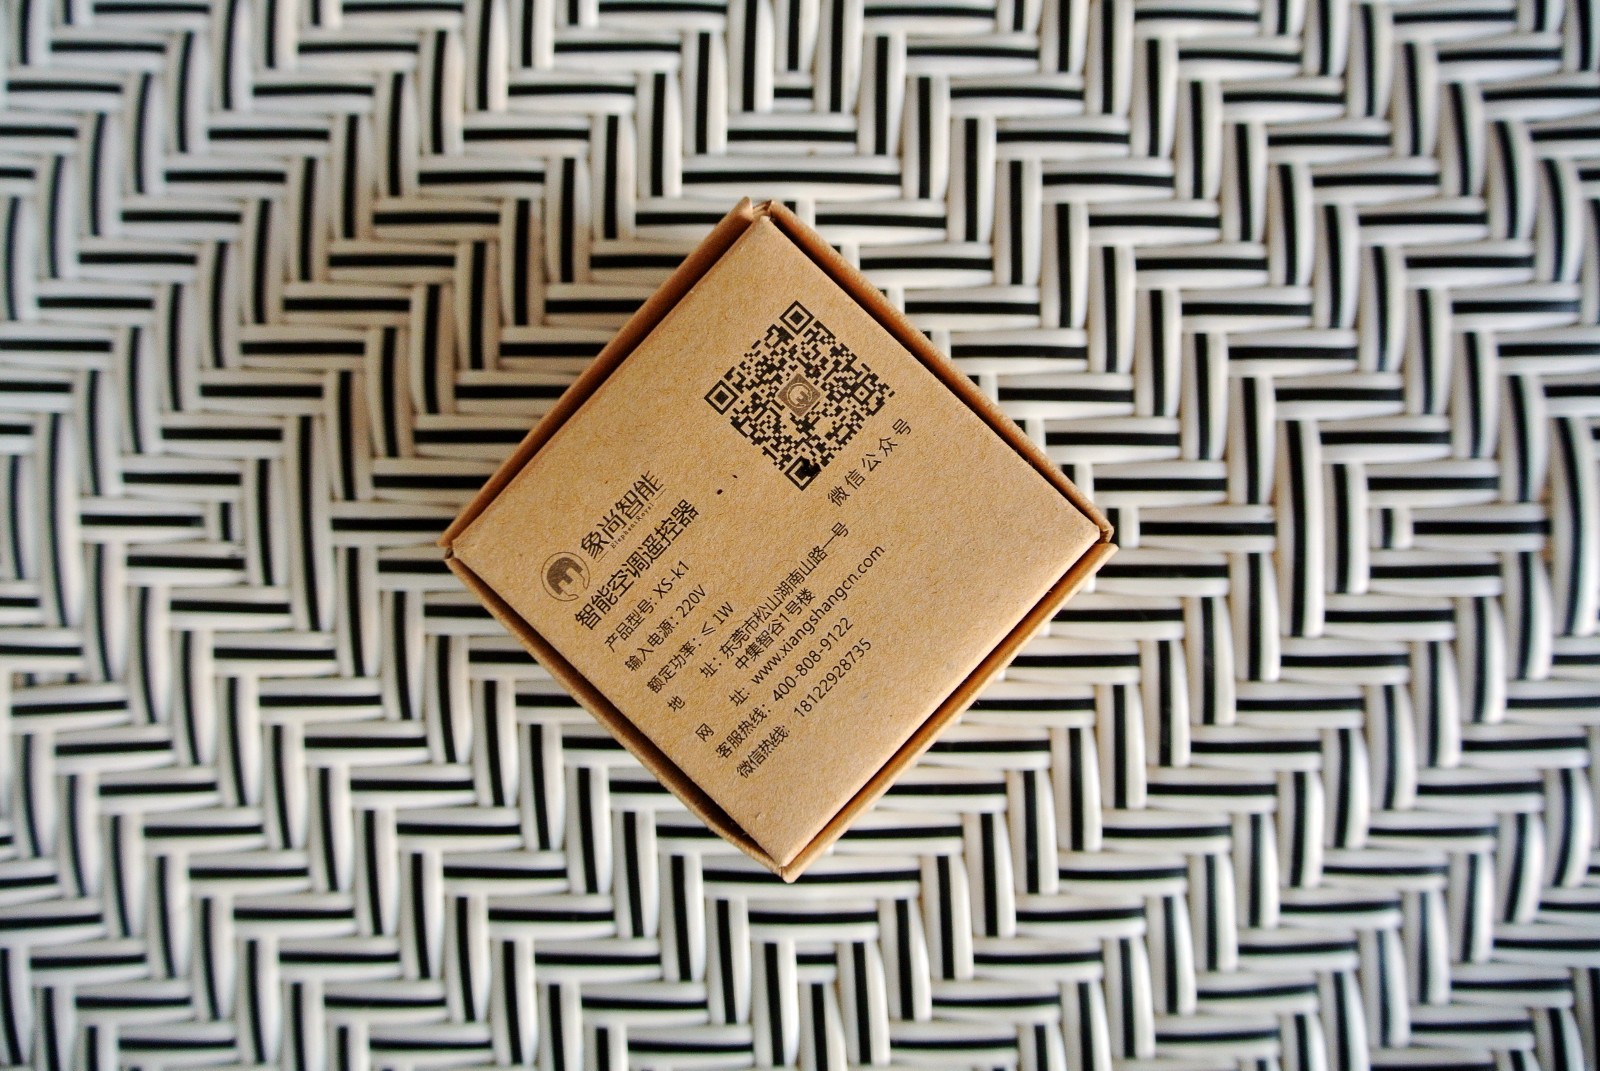 象尚智能
ElephantRoyal
智能空调遥控器
产品型号: XS-k1
输入电源: 220V
额定功率: ≤ 1W
地 址: 东莞市松山湖南山路一号
中集智谷1号楼
网 址: www.xiangshangcn.com
客服热线: 400-808-9122
微信热线: 18122928735
微信公众号